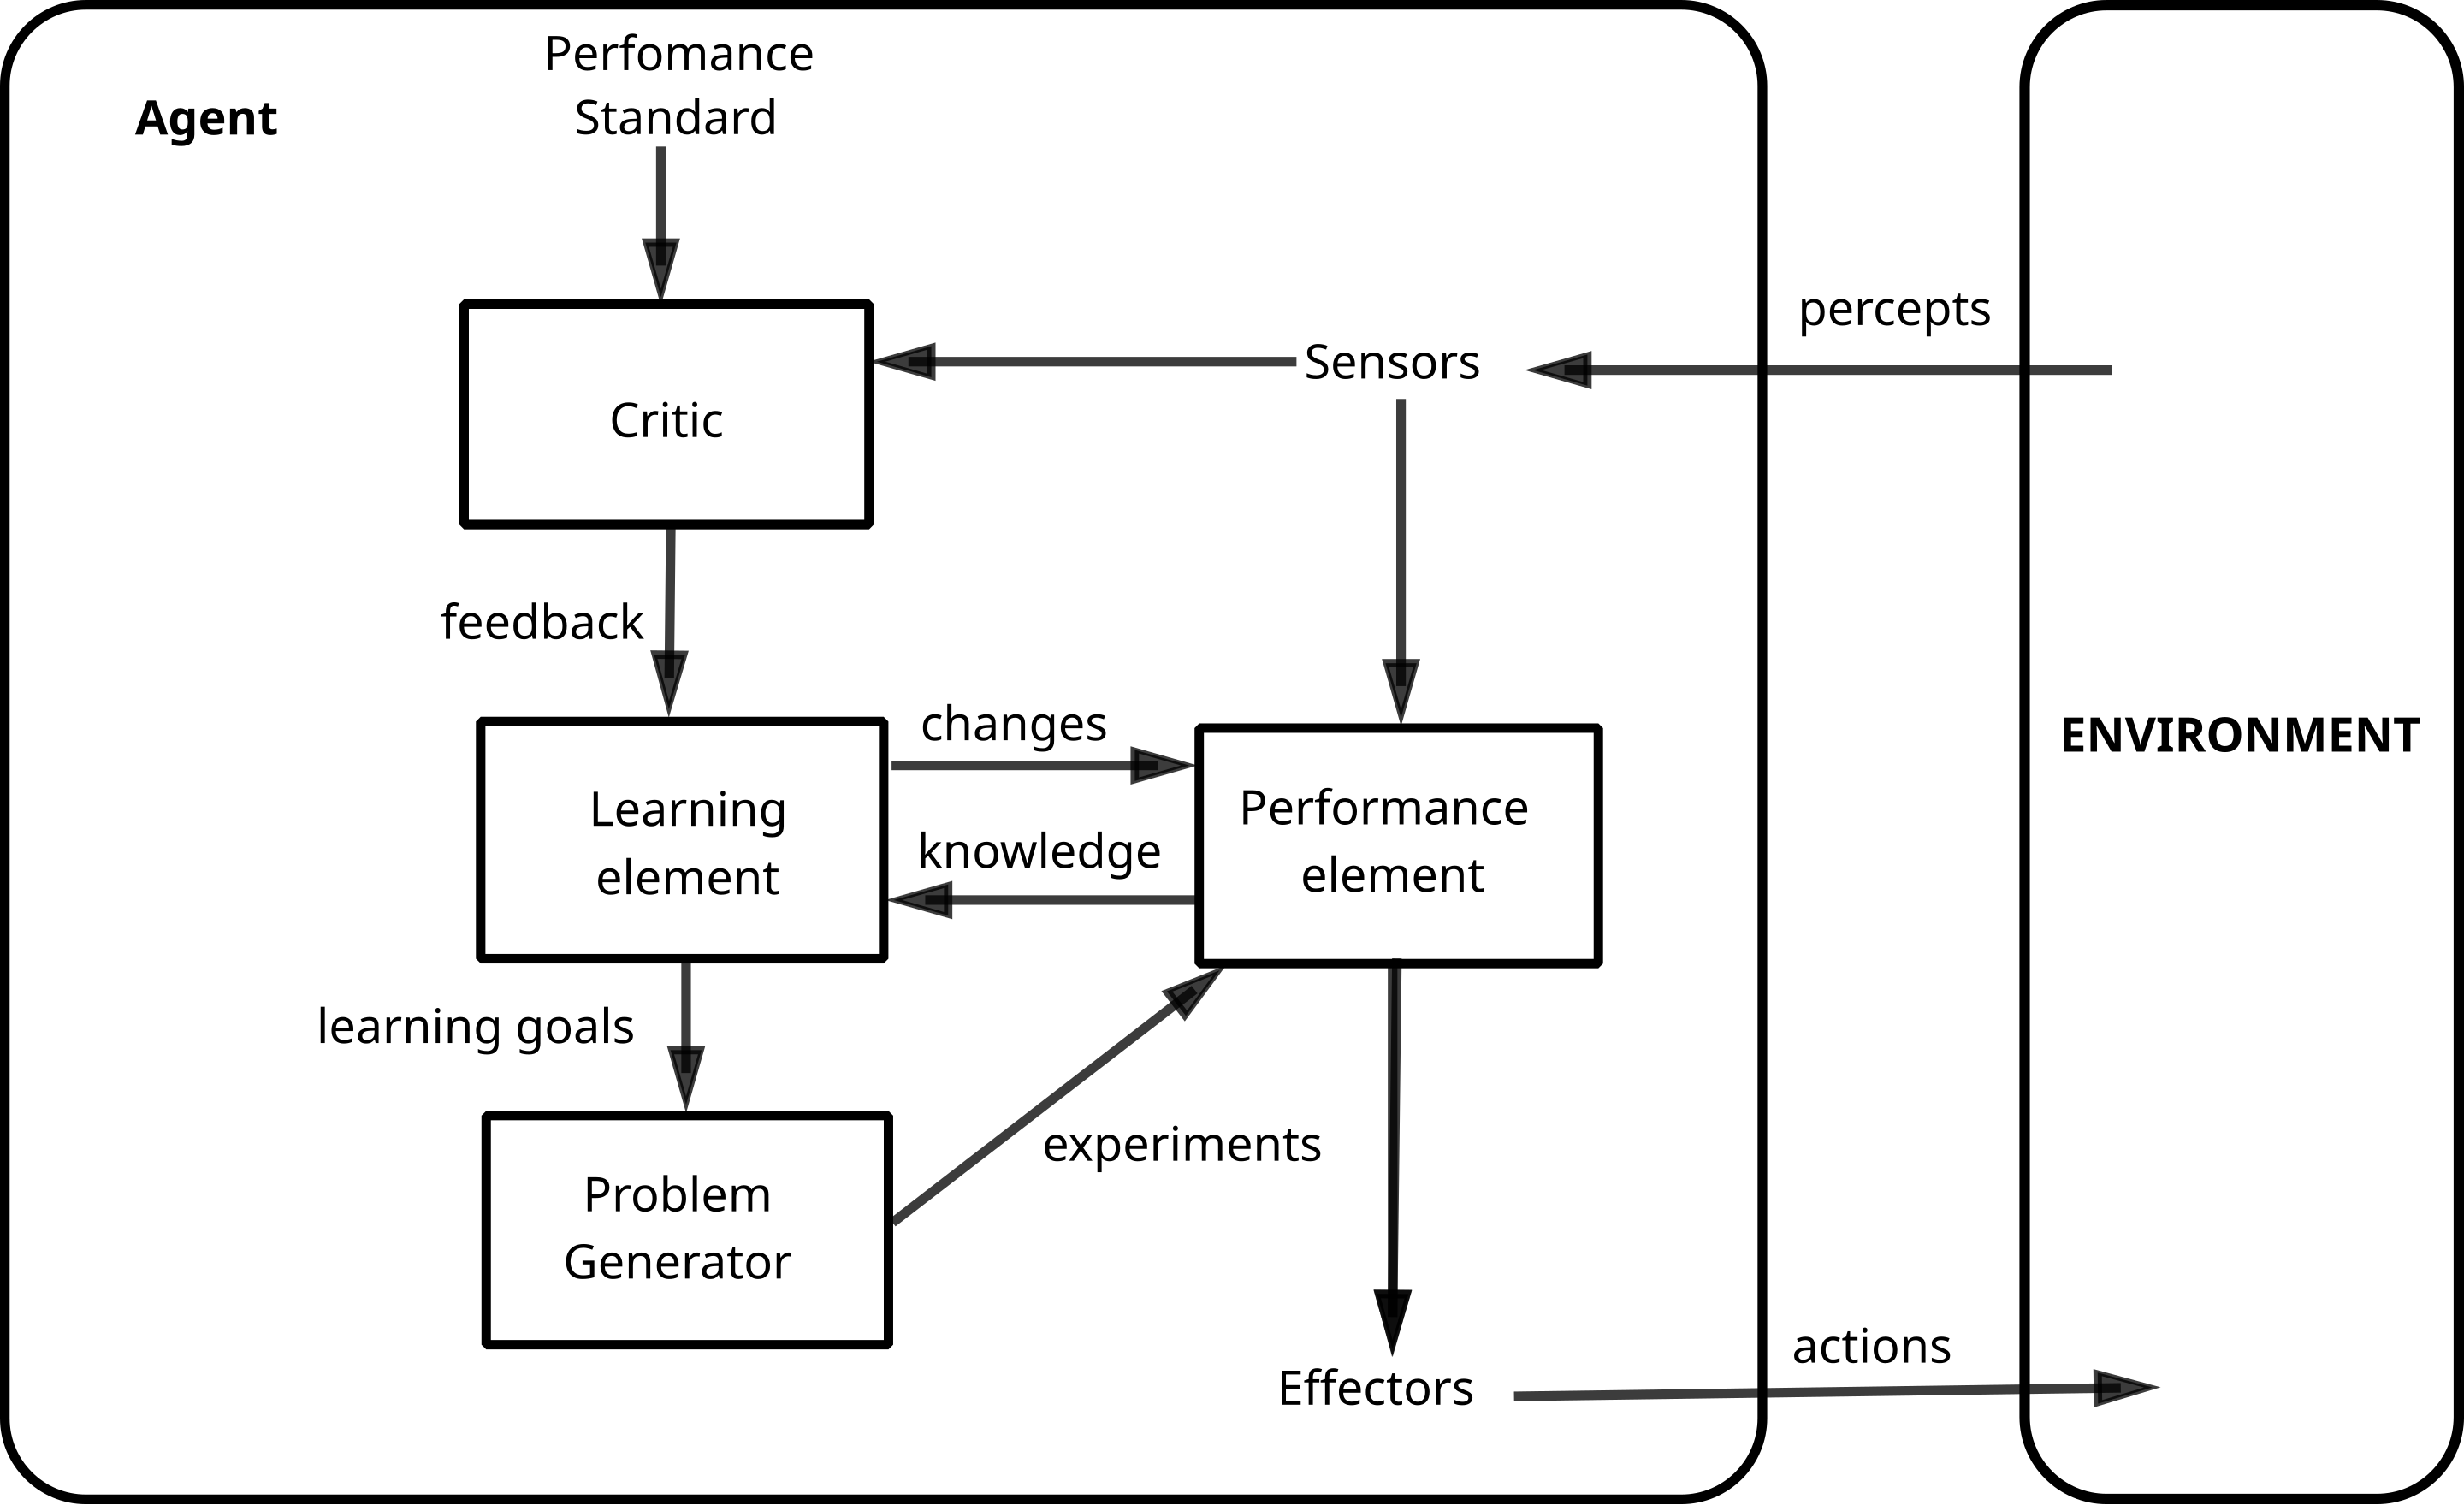 Perfomance
Standard
Agent
percepts
Sensors
Critic
feedback
changes
ENVIRONMENT
Learning
element
Performance
element
knowledge
learning goals
experiments
Problem
Generator
actions
Effectors